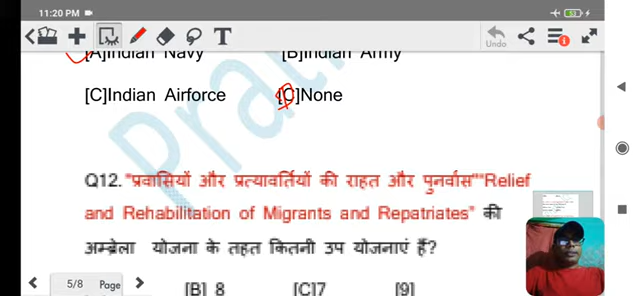 11:20 PM
Undo
[A]Indian Navy [B]Indian Army
[C]Indian Airforce [C]None
Q12. "प्रवासियों और प्रत्यावर्तियों की राहत और पुनर्वास""Relief
and Rehabilitation of Migrants and Repatriates" की
अम्ब्रेला योजना के तहत कितनी उप योजनाएं हैं?
5/8 Page
[B] 8 [C]7 [9]